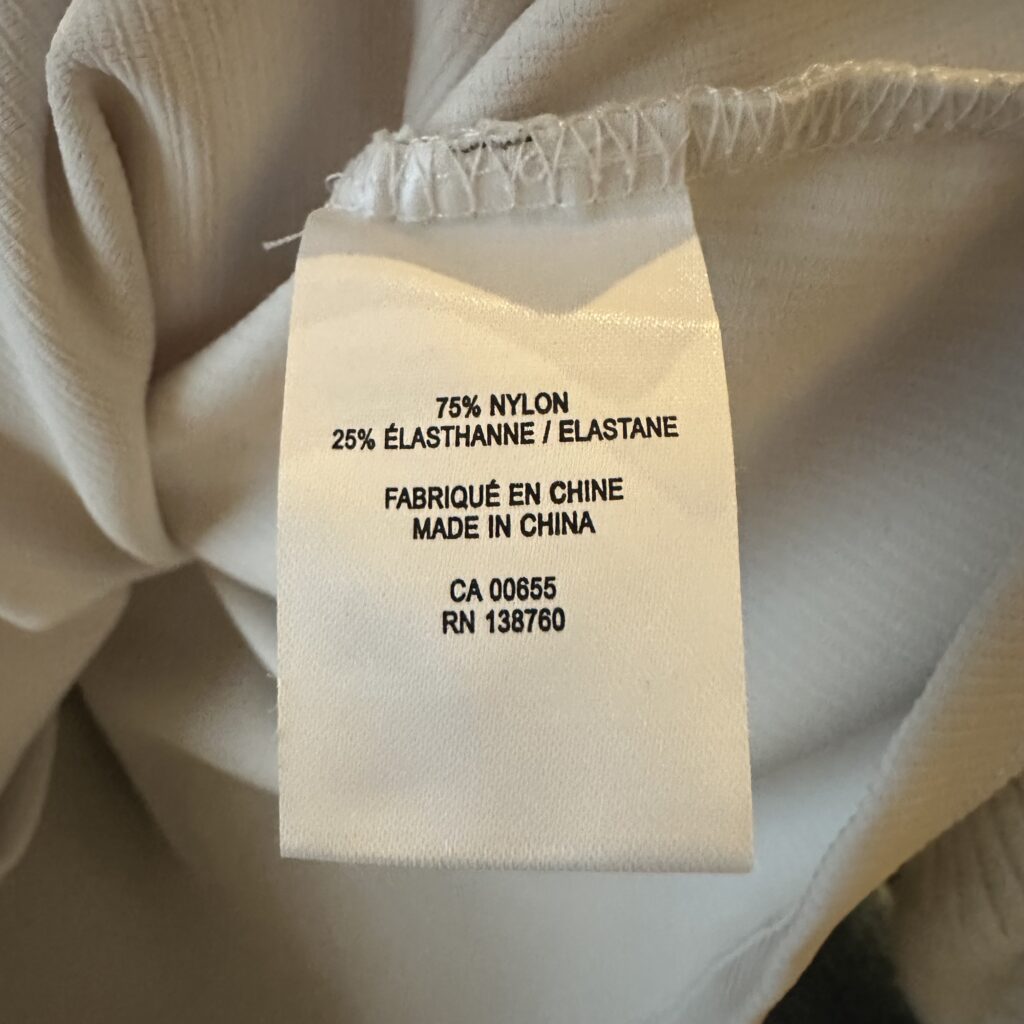 75% NYLON
25% ÉLASTHANNE / ELASTANE
FABRIQUÉ EN CHINE
MADE IN CHINA
CA 00655
RN 138760